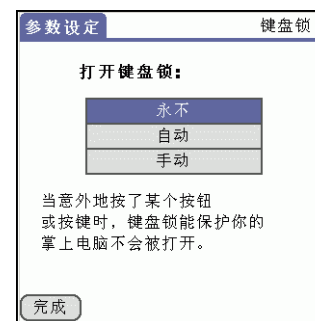 参数设定 键盘锁
打开键盘锁：
永不
自动
手动
当意外地按了某个按钮
或按键时，键盘锁能保护你的
掌上电脑不会被打开。
完成